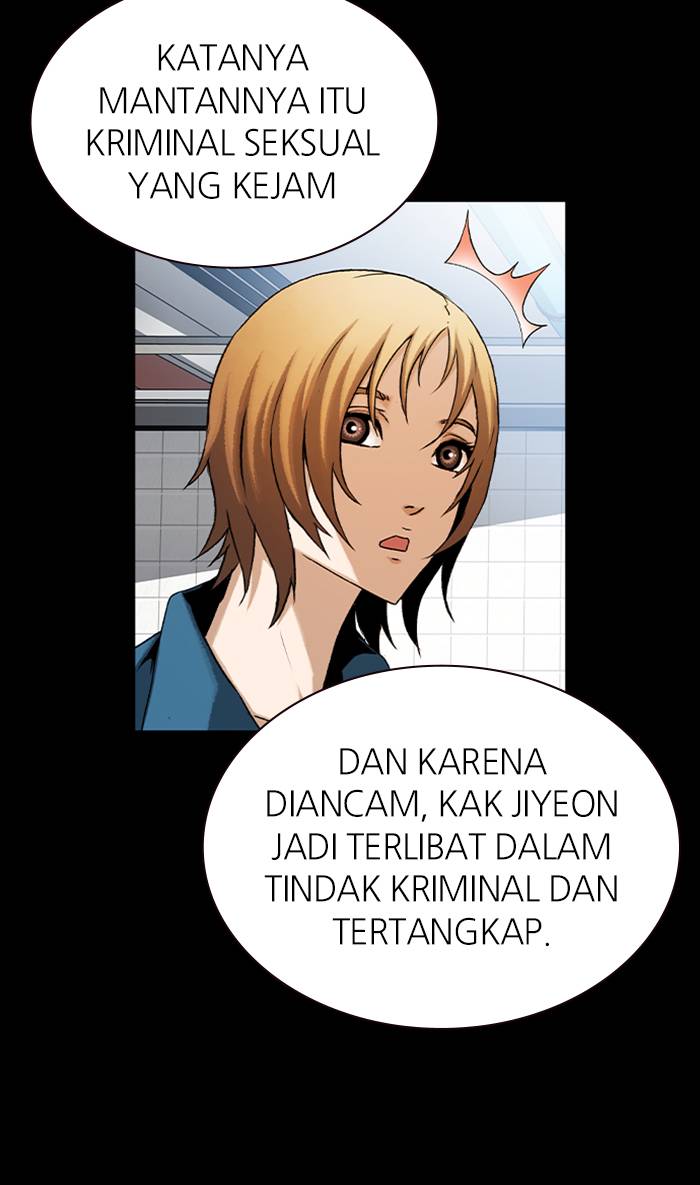 KATANYA
MANTANNYA ITU
KRIMINAL SEKSUAL
YANG KEJAM
DAN KARENA
DIANCAM, KAK JIYEON
JADI TERLIBAT DALAM
TINDAK KRIMINAL DAN
TERTANGKAP.